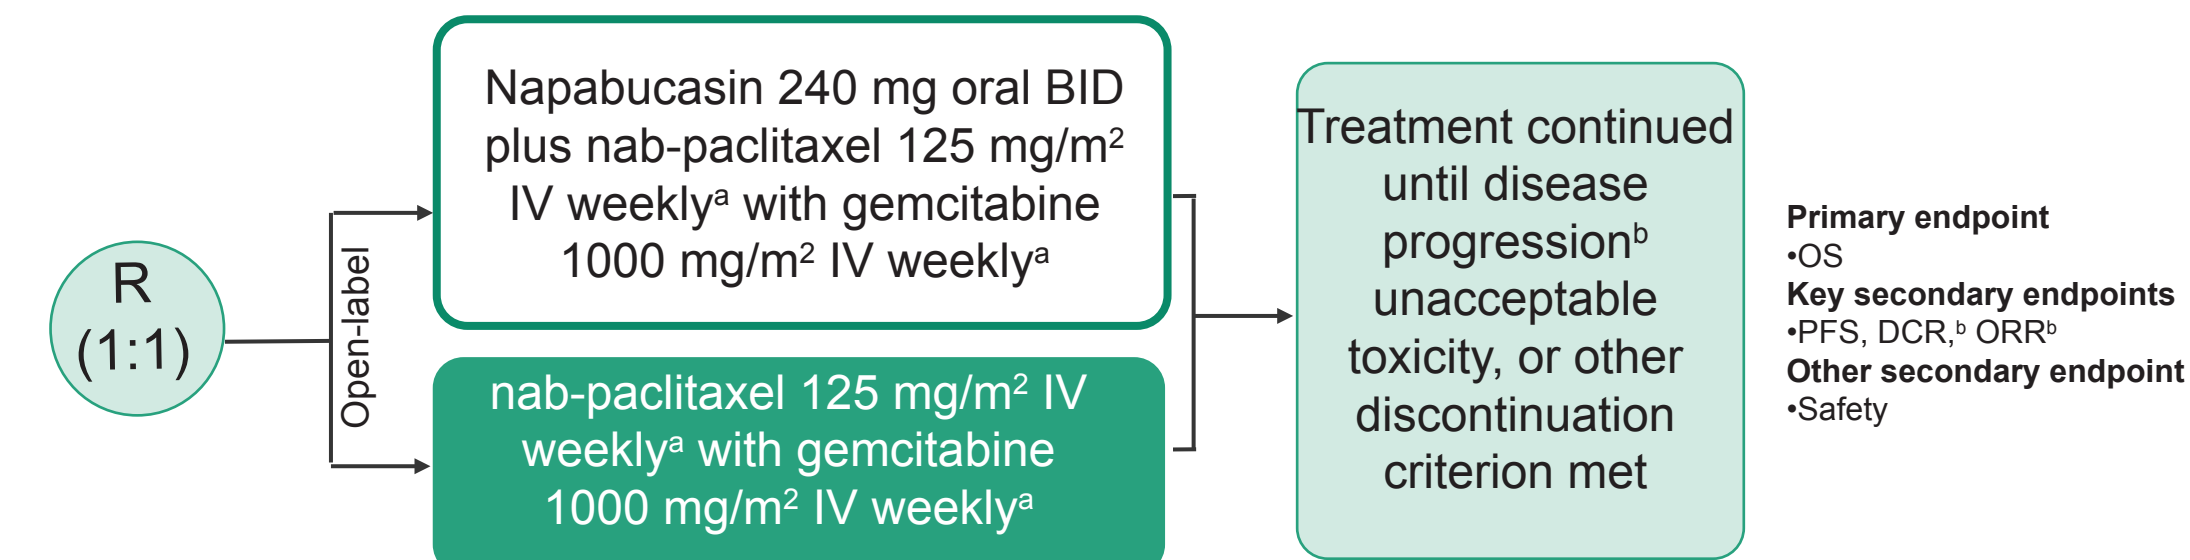 R
(1:1)
Open-label
Napabucasin 240 mg oral BID
plus nab-paclitaxel 125 mg/m²
IV weeklyᵃ with gemcitabine
1000 mg/m² IV weeklyᵃ
nab-paclitaxel 125 mg/m² IV
weeklyᵃ with gemcitabine
1000 mg/m² IV weeklyᵃ
Treatment continued
until disease
progressionᵇ
unacceptable
toxicity, or other
discontinuation
criterion met
Primary endpoint
•OS
Key secondary endpoints
•PFS, DCR,ᵇ ORRᵇ
Other secondary endpoint
•Safety